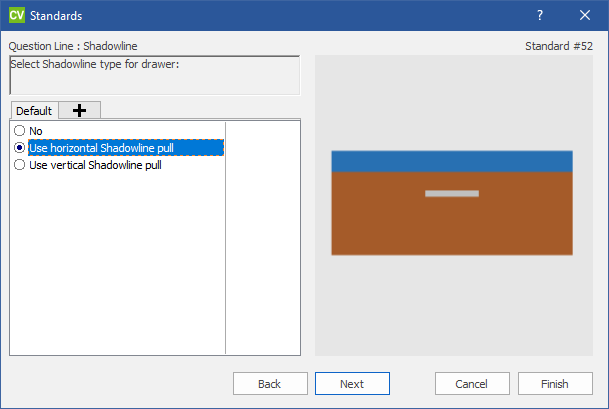 CV Standards ?
Question Line : Shadowline Standard #52
Select Shadowline type for drawer:
Default
No
Use horizontal Shadowline pull
Use vertical Shadowline pull
Back Next Cancel Finish